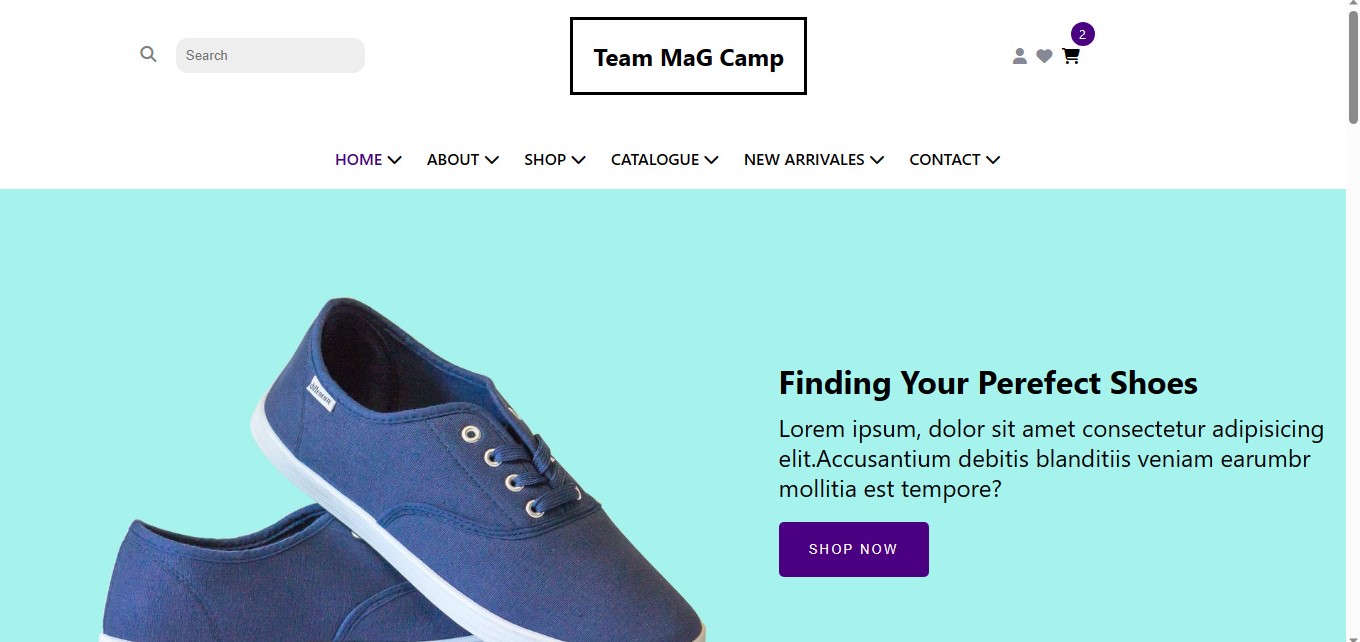 Search
Team MaG Camp
2
HOME ABOUT SHOP CATALOGUE NEW ARRIVALES CONTACT
Finding Your Perefect Shoes
Lorem ipsum, dolor sit amet consectetur adipisicing
elit.Accusantium debitis blanditiis veniam earumbr
mollitia est tempore?
SHOP NOW